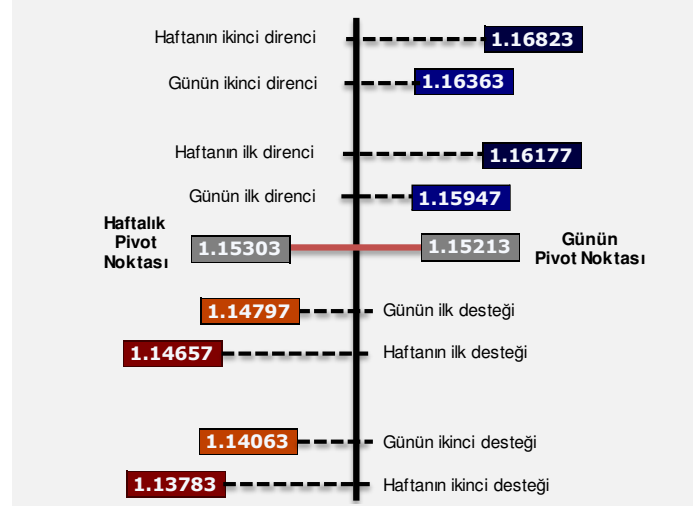 Haftanın ikinci direnci 1.16823
Günün ikinci direnci 1.16363
Haftanın ilk direnci 1.16177
Günün ilk direnci 1.15947
Haftalık
Pivot
Noktası
1.15303
1.15213
Günün
Pivot Noktası
1.14797 Günün ilk desteği
1.14657 Haftanın ilk desteği
1.14063 Günün ikinci desteği
1.13783 Haftanın ikinci desteği